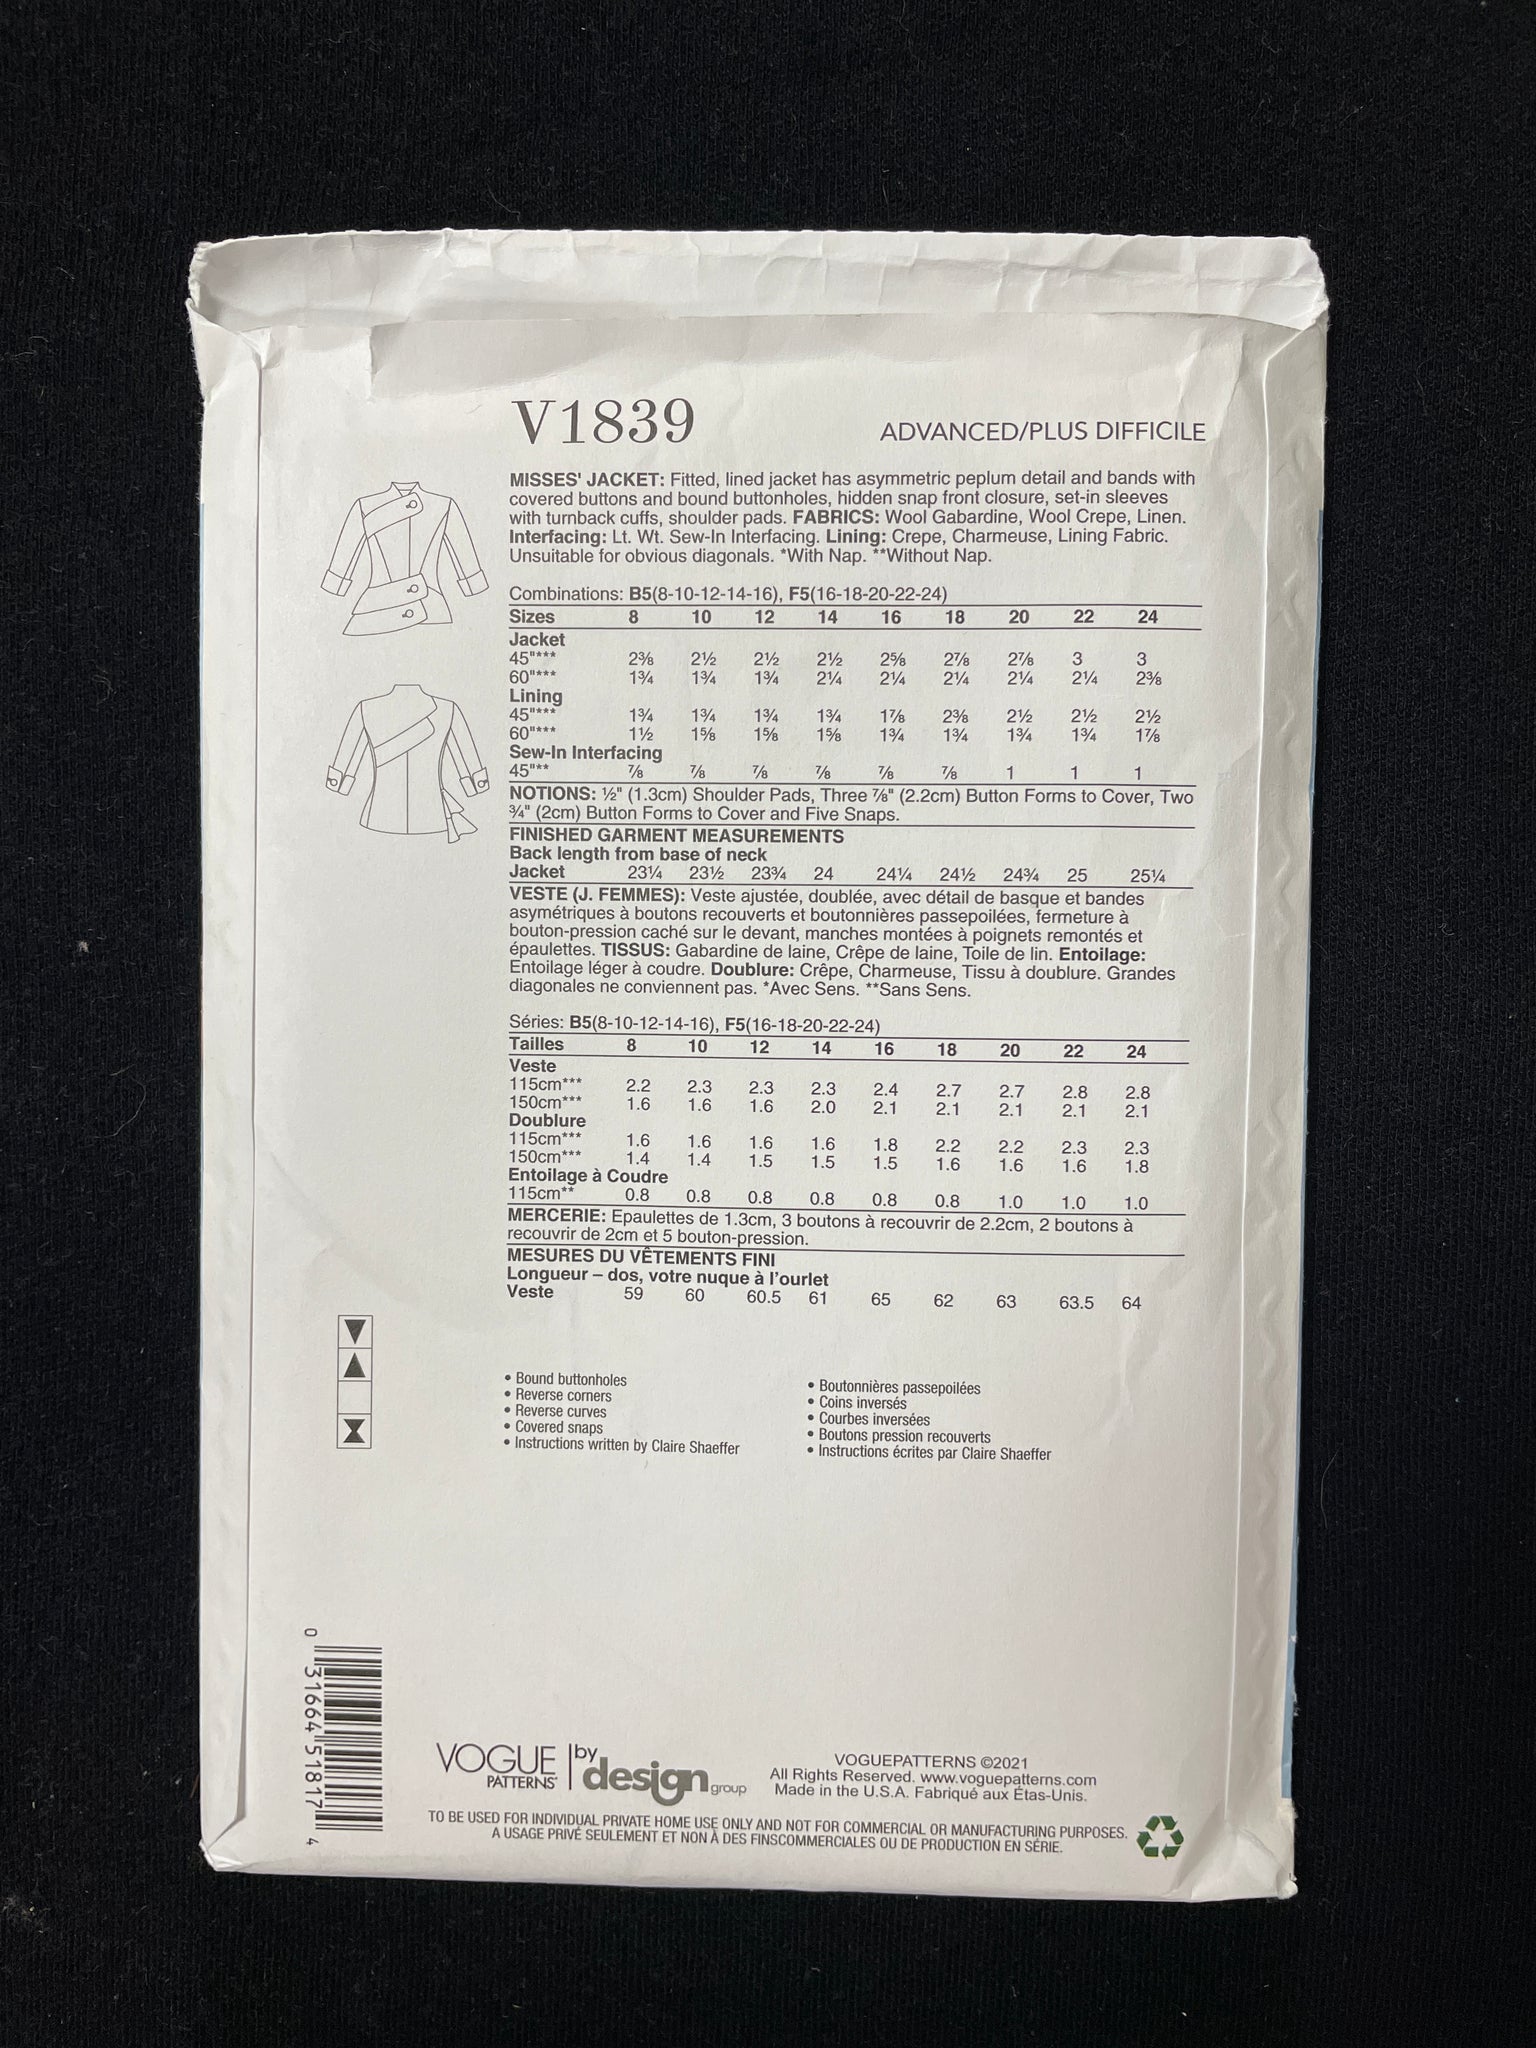 V1839
ADVANCED/PLUS DIFFICILE
MISSES' JACKET: Fitted, lined jacket has asymmetric peplum detail and bands with
covered buttons and bound buttonholes, hidden snap front closure, set-in sleeves
with turnback cuffs, shoulder pads. FABRICS: Wool Gabardine, Wool Crepe, Linen.
Interfacing: Lt. Wt. Sew-In Interfacing. Lining: Crepe, Charmeuse, Lining Fabric.
Unsuitable for obvious diagonals. *With Nap. **Without Nap.
Combinations: B5(8-10-12-14-16), F5(16-18-20-22-24)
Sizes 8 10 12 14 16 18 20 22 24
Jacket
45"*** 2⅜ 2½ 2½ 2½ 2⅝ 2⅞ 2⅞ 3 3
60"*** 1¾ 1¾ 1¾ 2¼ 2¼ 2¼ 2¼ 2¼ 2⅜
Lining
45"*** 1¾ 1¾ 1¾ 1¾ 1⅞ 2⅜ 2½ 2½ 2½
60"*** 1½ 1⅝ 1⅝ 1⅝ 1¾ 1¾ 1¾ 1¾ 1⅞
Sew-In Interfacing
45"** ⅞ ⅞ ⅞ ⅞ ⅞ ⅞ 1 1 1
NOTIONS: ½" (1.3cm) Shoulder Pads, Three ⅞" (2.2cm) Button Forms to Cover, Two
¾" (2cm) Button Forms to Cover and Five Snaps.
FINISHED GARMENT MEASUREMENTS
Back length from base of neck
Jacket 23¼ 23½ 23¾ 24 24¼ 24½ 24¾ 25 25¼
VESTE (J. FEMMES): Veste ajustée, doublée, avec détail de basque et bandes
asymétriques à boutons recouverts et boutonnières passepoilées, fermeture à
bouton-pression caché sur le devant, manches montées à poignets remontés et
épaulettes. TISSUS: Gabardine de laine, Crêpe de laine, Toile de lin. Entoilage:
Entoilage léger à coudre. Doublure: Crêpe, Charmeuse, Tissu à doublure. Grandes
diagonales ne conviennent pas. *Avec Sens. **Sans Sens.
Séries: B5(8-10-12-14-16), F5(16-18-20-22-24)
Tailles 8 10 12 14 16 18 20 22 24
Veste
115cm*** 2.2 2.3 2.3 2.3 2.4 2.7 2.7 2.8 2.8
150cm*** 1.6 1.6 1.6 2.0 2.1 2.1 2.1 2.1 2.1
Doublure
115cm*** 1.6 1.6 1.6 1.6 1.8 2.2 2.2 2.3 2.3
150cm*** 1.4 1.4 1.5 1.5 1.5 1.6 1.6 1.6 1.8
Entoilage à Coudre
115cm** 0.8 0.8 0.8 0.8 0.8 0.8 1.0 1.0 1.0
MERCERIE: Epaulettes de 1.3cm, 3 boutons à recouvrir de 2.2cm, 2 boutons à
recouvrir de 2cm et 5 bouton-pression.
MESURES DU VÊTEMENTS FINI
Longueur – dos, votre nuque à l'ourlet
Veste 59 60 60.5 61 65 62 63 63.5 64
• Bound buttonholes
• Reverse corners
• Reverse curves
• Covered snaps
• Instructions written by Claire Shaeffer
• Boutonnières passepoilées
• Coins inversés
• Courbes inversées
• Boutons pression recouverts
• Instructions écrites par Claire Shaeffer
0 31664 51817 4
VOGUE PATTERNS' | by design group
VOGUEPATTERNS ©2021
All Rights Reserved. www.voguepatterns.com
Made in the U.S.A. Fabriqué aux États-Unis.
TO BE USED FOR INDIVIDUAL PRIVATE HOME USE ONLY AND NOT FOR COMMERCIAL OR MANUFACTURING PURPOSES.
A USAGE PRIVÉ SEULEMENT ET NON À DES FINSCOMMERCIALES OU DE PRODUCTION EN SÉRIE.